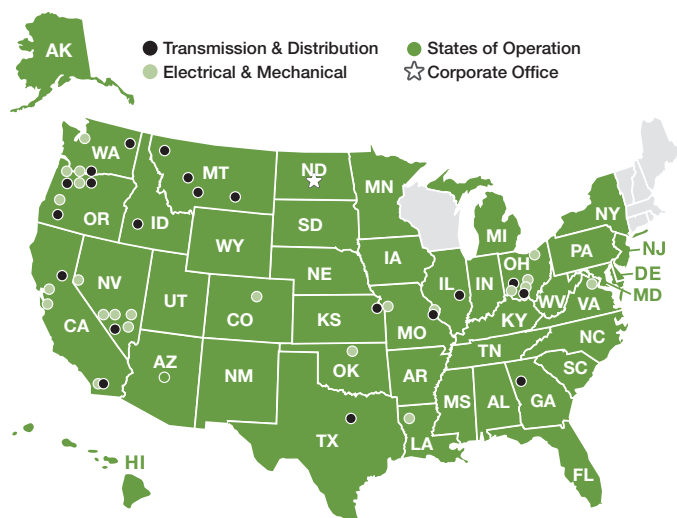 AK
Transmission & Distribution
States of Operation
Electrical & Mechanical
Corporate Office
WA
MT
ND
MN
OR
ID
SD
WY
MI
NY
IA
PA
NJ
NE
OH
DE
NV
UT
IL
IN
MD
CO
WV
VA
CA
KS
MO
KY
NC
AZ
NM
OK
TN
AR
SC
MS
AL
GA
TX
LA
HI
FL